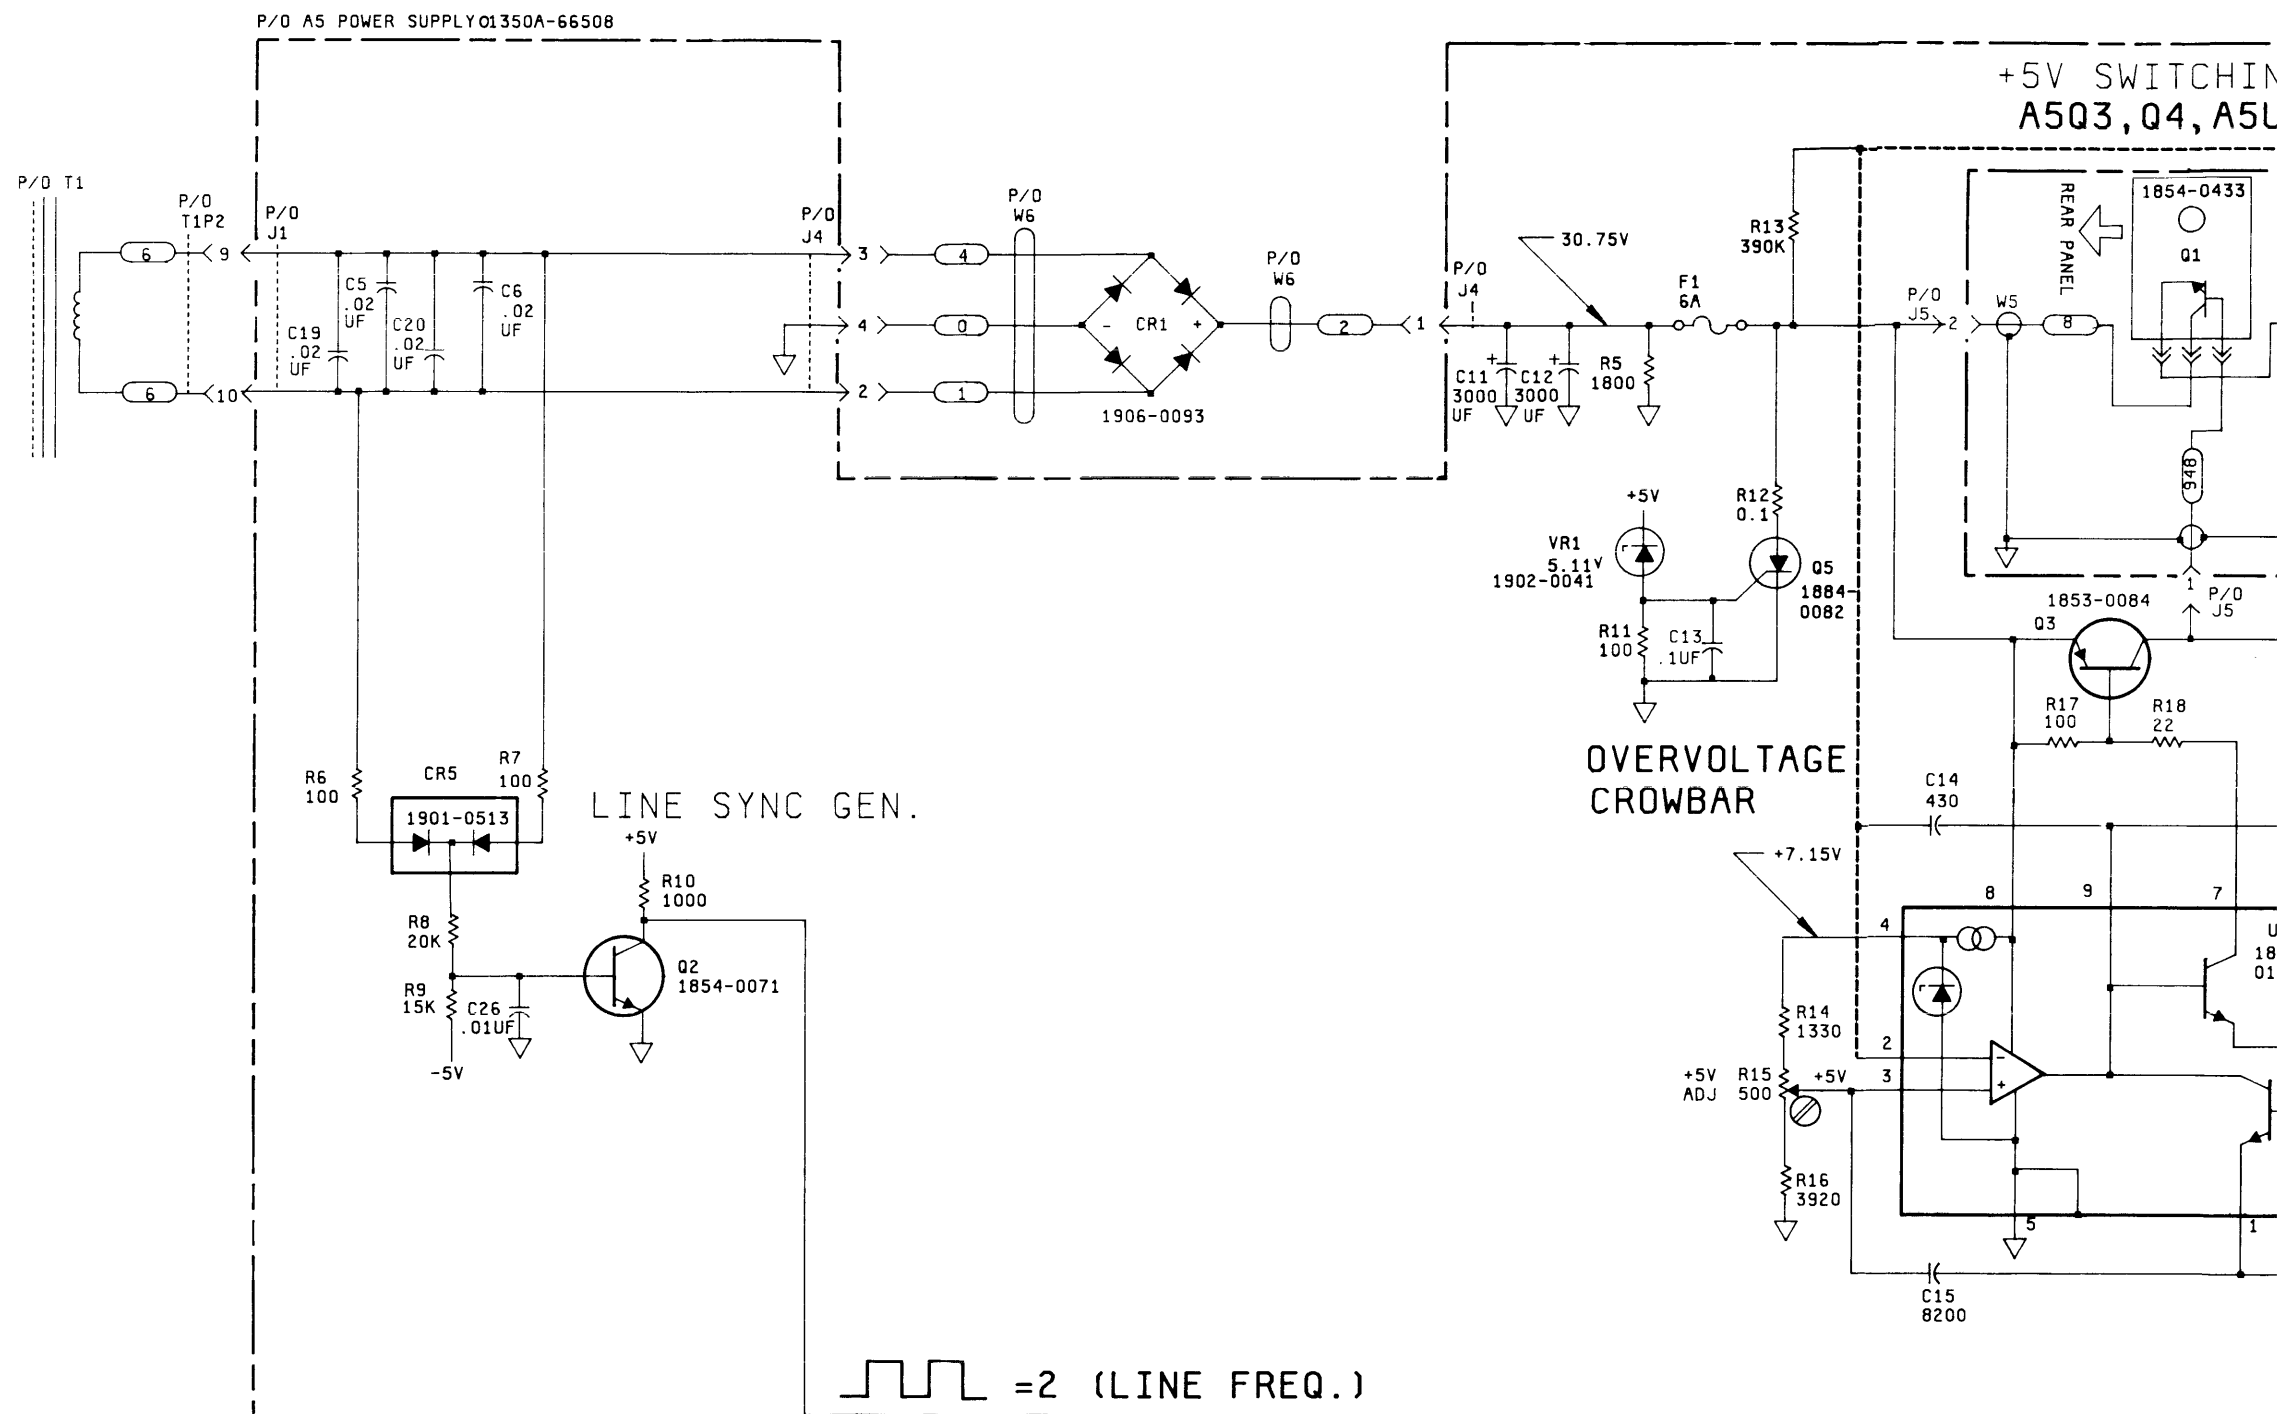 P/O A5 POWER SUPPLY 01350A-66508
+5V SWITCHIN
A5Q3, Q4, A5U
P/O T1
P/O
T1P2
P/O
J1
6
9
6
10
C19
.02
UF
C5
.02
UF
C20
.02
UF
C6
.02
UF
P/O
J4
3
4
2
4
0
1
P/O
W6
-
CR1
+
1906-0093
P/O
W6
2
1
P/O
J4
30.75V
+
C11
3000
UF
+
C12
3000
UF
R5
1800
F1
6A
R13
390K
P/O
J5
2
W5
8
REAR PANEL
1854-0433
Q1
948
1
P/O
J5
+5V
VR1
5.11V
1902-0041
R12
0.1
Q5
1884-
0082
R11
100
C13
.1UF
OVERVOLTAGE
CROWBAR
1853-0084
Q3
R17
100
R18
22
C14
430
R6
100
CR5
R7
100
1901-0513
LINE SYNC GEN.
+5V
R10
1000
R8
20K
R9
15K
C26
.01UF
-5V
Q2
1854-0071
+7.15V
8
9
7
4
U
18
01
R14
1330
2
-
3
+
+5V
ADJ
R15
500
+5V
R16
3920
5
1
C15
8200
=2 (LINE FREQ.)